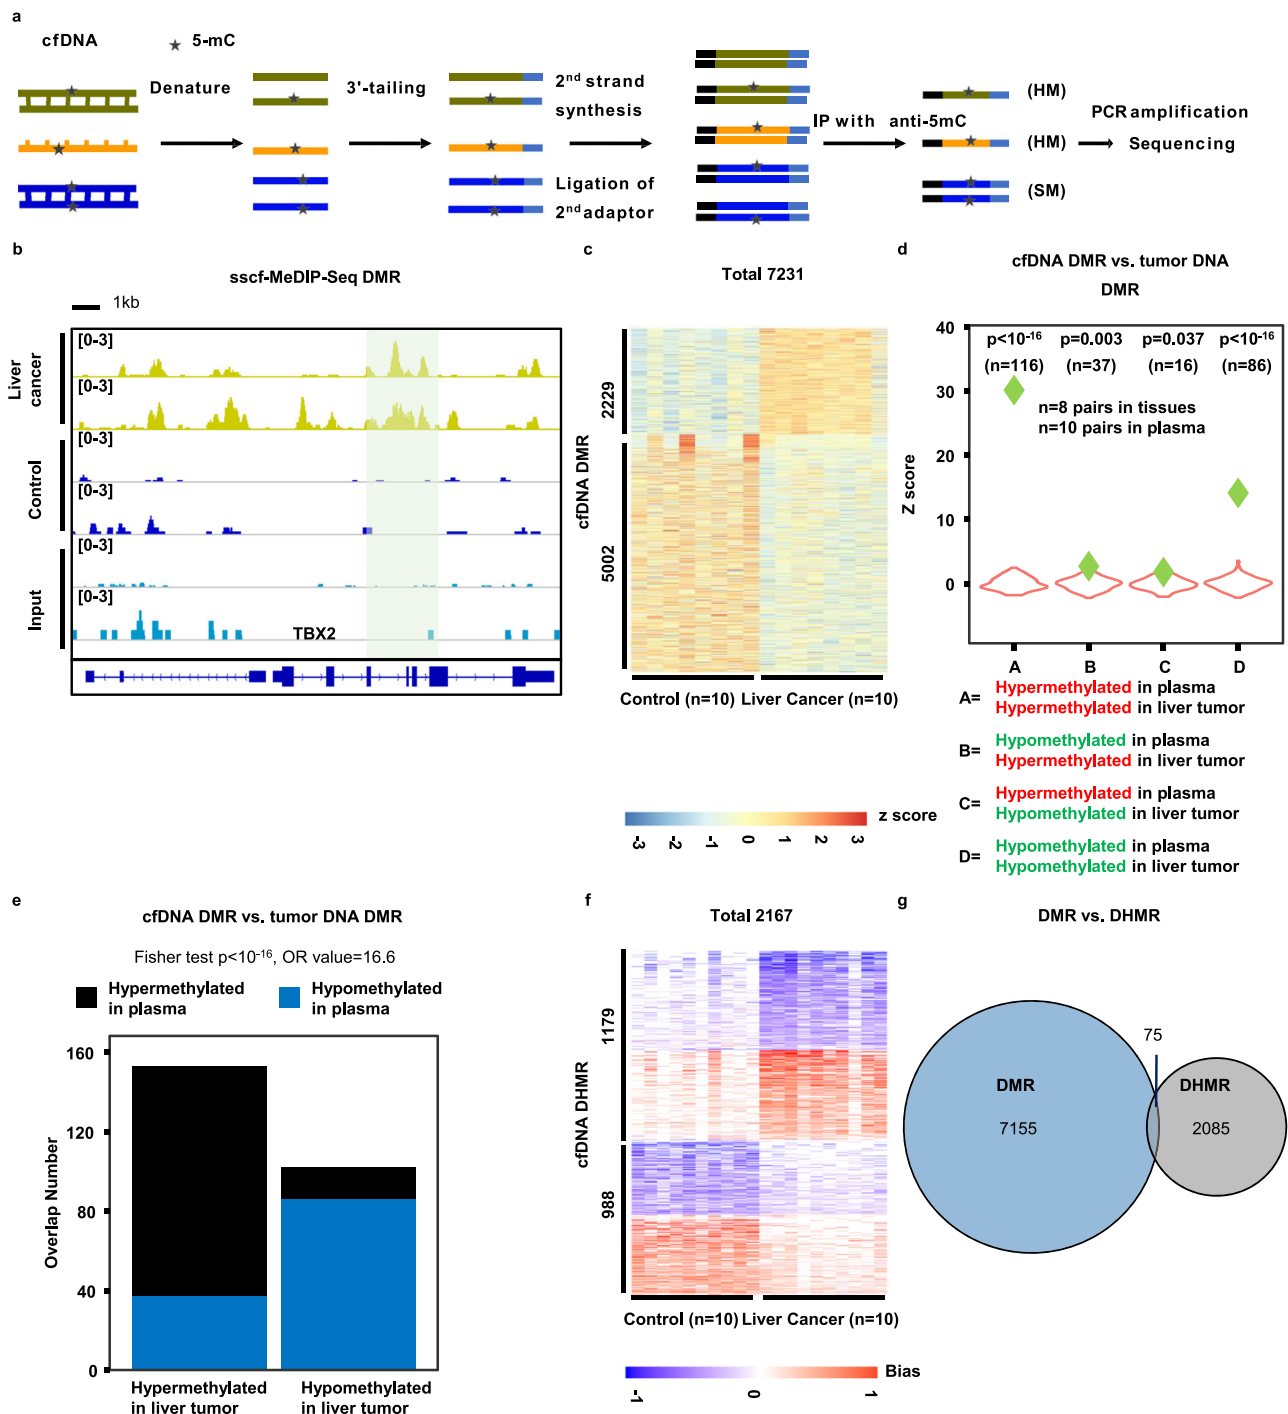 a
cfDNA
5-mC
Denature
3'-tailing
2nd strand
synthesis
Ligation of
2nd adaptor
IP with anti-5mC
(HM)
(HM)
(SM)
PCR amplification
Sequencing
b
sscf-MeDIP-Seq DMR
1kb
Liver
cancer
Control
Input
[0-3]
[0-3]
[0-3]
[0-3]
[0-3]
[0-3]
TBX2
c
Total 7231
cfDNA DMR
2229
5002
Control (n=10) Liver Cancer (n=10)
z score
-3 -2 -1 0 1 2 3
d
cfDNA DMR vs. tumor DNA
DMR
Z score
40
30
20
10
0
p<10-16 p=0.003 p=0.037 p<10-16
(n=116) (n=37) (n=16) (n=86)
n=8 pairs in tissues
n=10 pairs in plasma
A B C D
A= Hypermethylated in plasma
Hypermethylated in liver tumor
B= Hypomethylated in plasma
Hypermethylated in liver tumor
C= Hypermethylated in plasma
Hypomethylated in liver tumor
D= Hypomethylated in plasma
Hypomethylated in liver tumor
e
cfDNA DMR vs. tumor DNA DMR
Fisher test p<10-16, OR value=16.6
Hypermethylated
in plasma
Hypomethylated
in plasma
Overlap Number
160
120
80
40
0
Hypermethylated
in liver tumor
Hypomethylated
in liver tumor
f
Total 2167
cfDNA DHMR
1179
988
Control (n=10) Liver Cancer (n=10)
Bias
-1 0 1
g
DMR vs. DHMR
75
DMR
7155
DHMR
2085